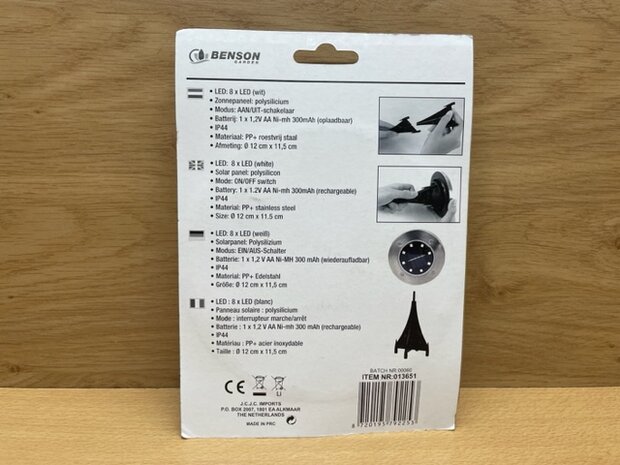 BENSON
GARDEN
• LED: 8 x LED (wit)
• Zonnepaneel: polysilicium
• Modus: AAN/UIT-schakelaar
• Batterij: 1 x 1,2V AA Ni-mh 300mAh (oplaadbaar)
• IP44
• Materiaal: PP+ roestvrij staal
• Afmeting: Ø 12 cm x 11,5 cm
• LED: 8 x LED (white)
• Solar panel: polysilicon
• Mode: ON/OFF switch
• Battery: 1 x 1.2V AA Ni-mh 300mAh (rechargeable)
• IP44
• Material: PP+ stainless steel
• Size: Ø 12 cm x 11.5 cm
• LED: 8 x LED (weiß)
• Solarpanel: Polysilizium
• Modus: EIN/AUS-Schalter
• Batterie: 1 x 1,2 V AA Ni-MH 300 mAh (wiederaufladbar)
• IP44
• Material: PP+ Edelstahl
• Größe: Ø 12 cm x 11,5 cm
• LED : 8 x LED (blanc)
• Panneau solaire : polysilicium
• Mode : interrupteur marche/arrêt
• Batterie : 1 x 1,2 V AA Ni-mh 300 mAh (rechargeable)
• IP44
• Matériau : PP+ acier inoxydable
• Taille : Ø 12 cm x 11,5 cm
CE
Li
J.C.J.C. IMPORTS
P.O. BOX 2007, 1801 EA ALKMAAR
THE NETHERLANDS
MADE IN PRC
BATCH NR:00060
ITEM NR:013651
8720195792253